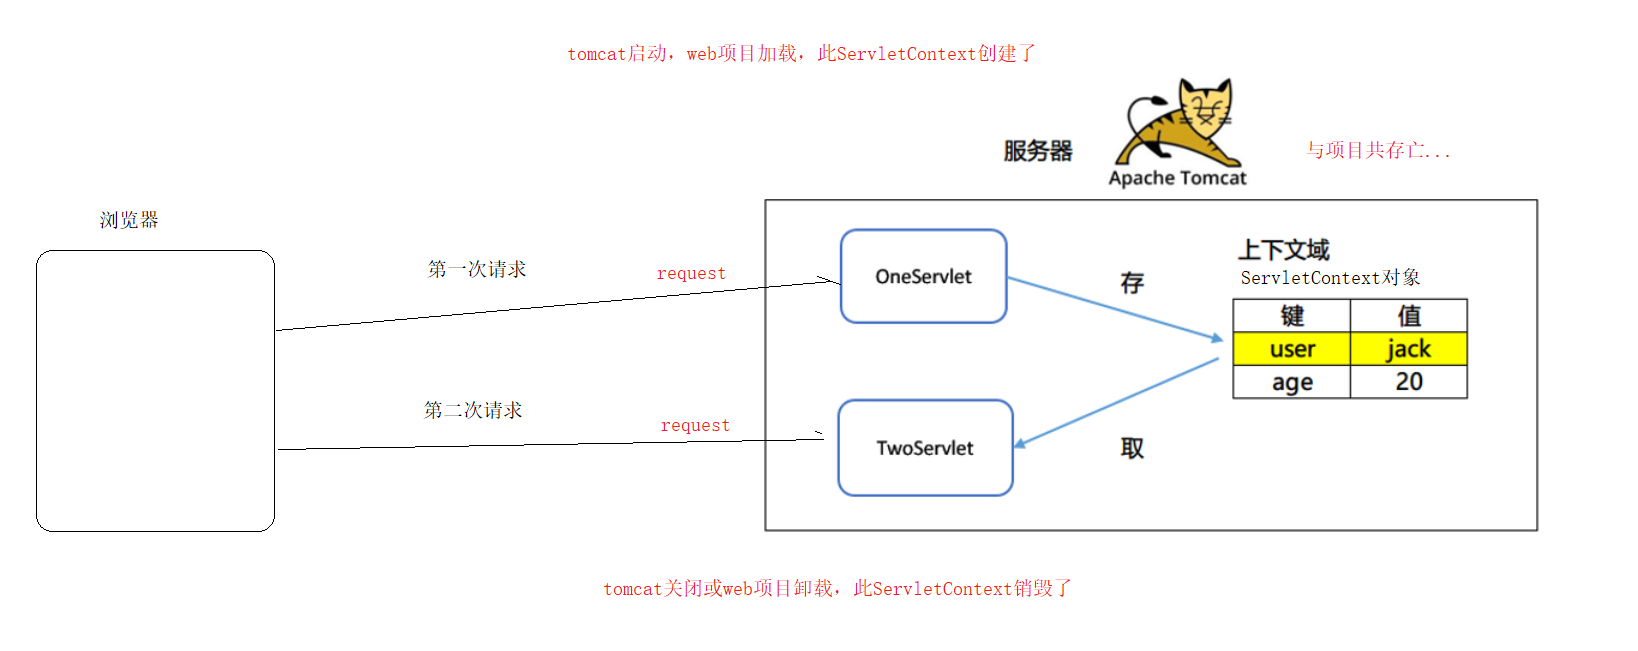 tomcat启动，web项目加载，此ServletContext创建了
服务器
Apache Tomcat
与项目共存亡...
浏览器
第一次请求
request
OneServlet
存
上下文域
ServletContext对象
键 值
user jack
age 20
第二次请求
request
TwoServlet
取
tomcat关闭或web项目卸载，此ServletContext销毁了